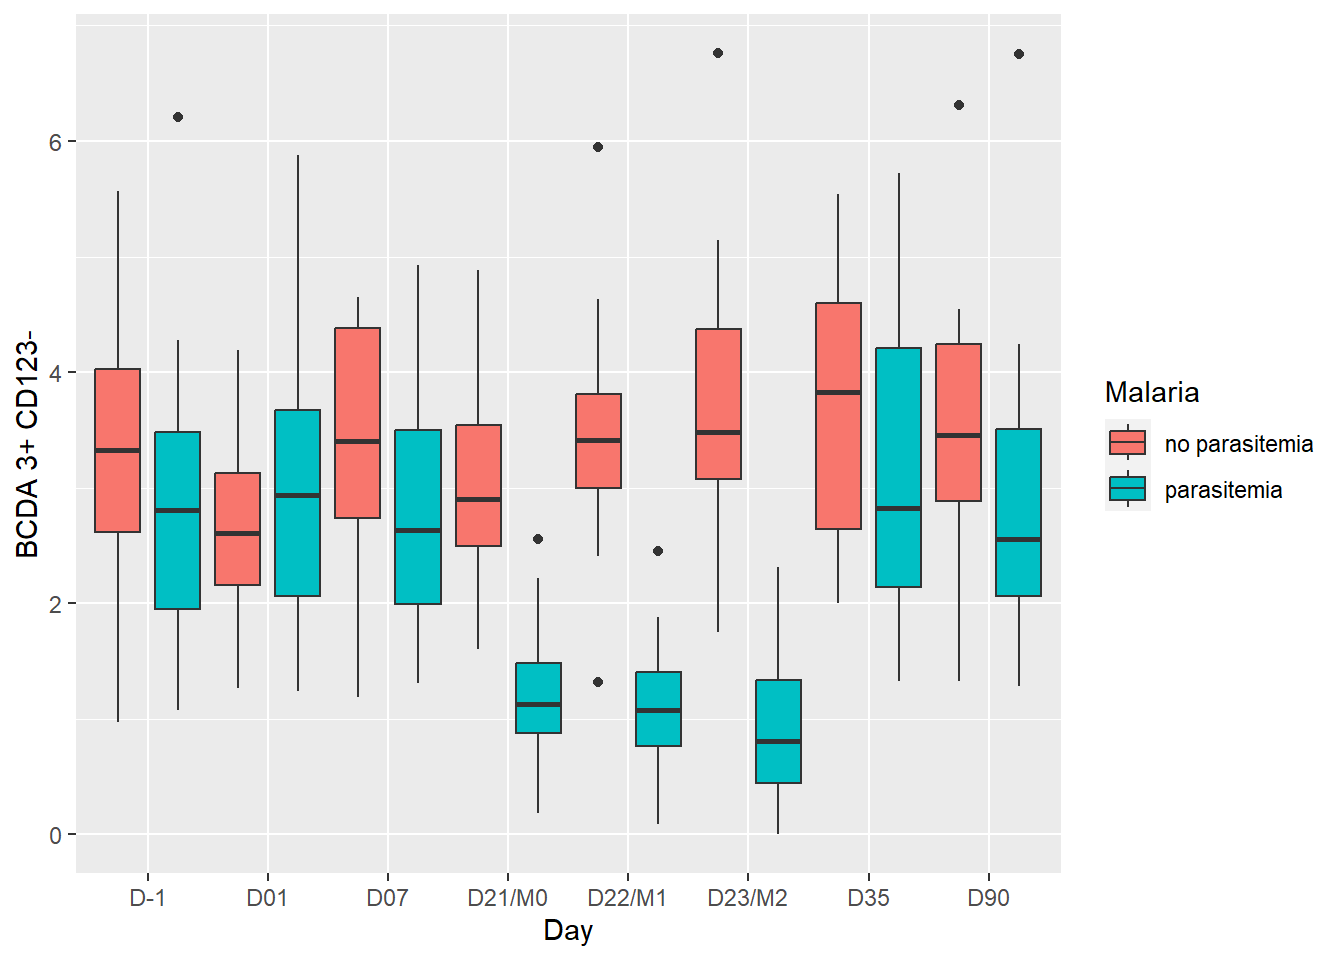 BCDA 3+ CD123-
6
4
2
0
D-1 D01 D07 D21/M0 D22/M1 D23/M2 D35 D90
Day
Malaria
no parasitemia
parasitemia